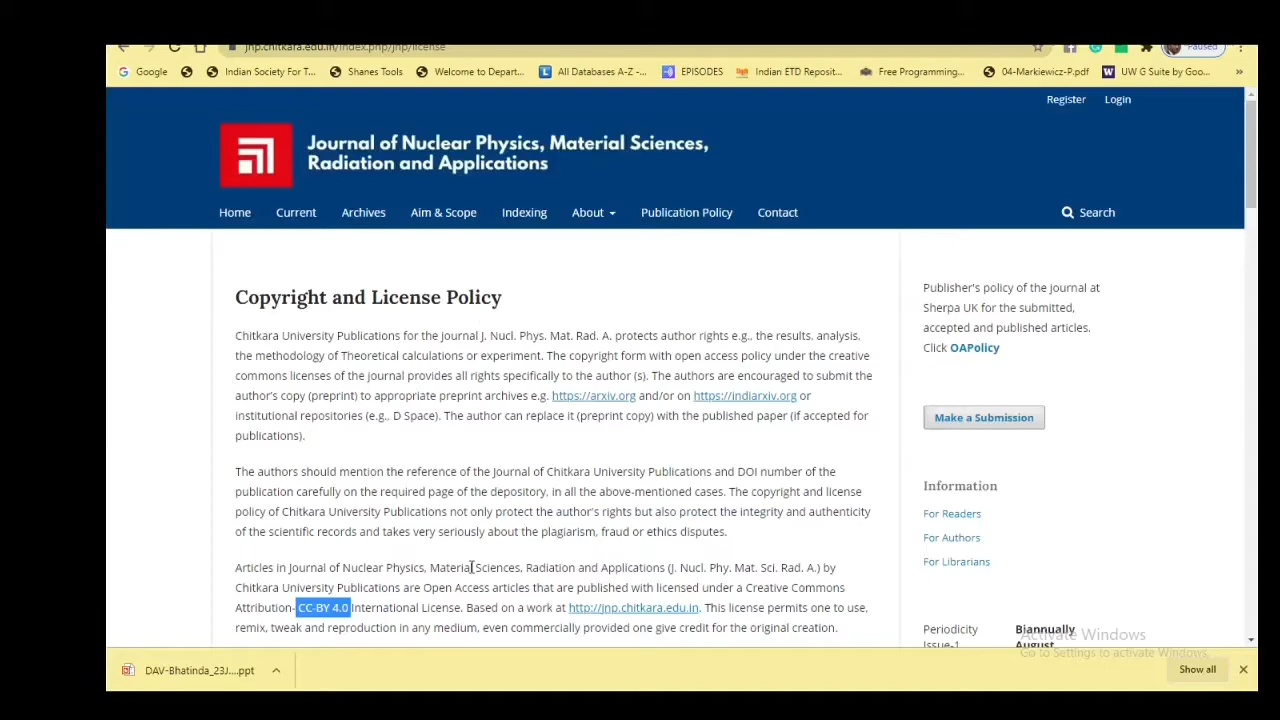 jnp.chitkara.edu.in/index.php/jnp/license
Paused
Google
Indian Society For T...
Shanes Tools
Welcome to Depart...
All Databases A-Z -...
EPISODES
Indian ETD Reposit...
Free Programming...
04-Markiewicz-P.pdf
UW G Suite by Goo...
»
Register Login
Journal of Nuclear Physics, Material Sciences,
Radiation and Applications
Home Current Archives Aim & Scope Indexing About Publication Policy Contact Search
Copyright and License Policy
Chitkara University Publications for the journal J. Nucl. Phys. Mat. Rad. A. protects author rights e.g., the results, analysis,
the methodology of Theoretical calculations or experiment. The copyright form with open access policy under the creative
commons licenses of the journal provides all rights specifically to the author (s). The authors are encouraged to submit the
author's copy (preprint) to appropriate preprint archives e.g. https://arxiv.org and/or on https://indiarxiv.org or
institutional repositories (e.g., D Space). The author can replace it (preprint copy) with the published paper (if accepted for
publications).
The authors should mention the reference of the Journal of Chitkara University Publications and DOI number of the
publication carefully on the required page of the depository, in all the above-mentioned cases. The copyright and license
policy of Chitkara University Publications not only protect the author's rights but also protect the integrity and authenticity
of the scientific records and takes very seriously about the plagiarism, fraud or ethics disputes.
Articles in Journal of Nuclear Physics, Material Sciences, Radiation and Applications (J. Nucl. Phy. Mat. Sci. Rad. A.) by
Chitkara University Publications are Open Access articles that are published with licensed under a Creative Commons
Attribution- CC-BY 4.0 International License. Based on a work at http://jnp.chitkara.edu.in. This license permits one to use,
remix, tweak and reproduction in any medium, even commercially provided one give credit for the original creation.
Publisher's policy of the journal at
Sherpa UK for the submitted,
accepted and published articles.
Click OAPolicy
Make a Submission
Information
For Readers
For Authors
For Librarians
Periodicity Biannually
Issue-1 August
Activate Windows
Go to Settings to activate Windows.
DAV-Bhatinda_23J....ppt
Show all